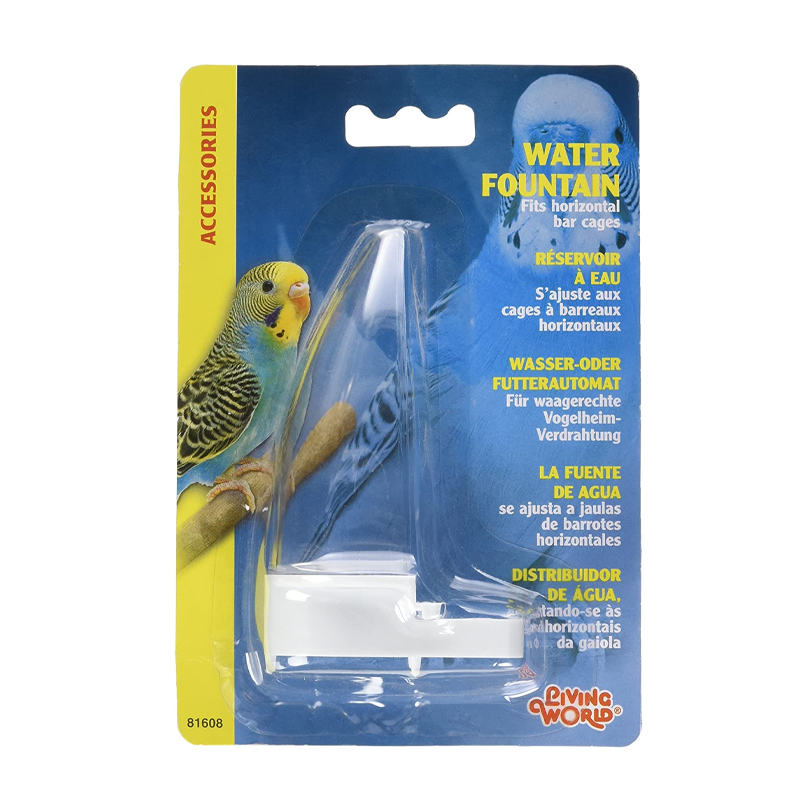 ACCESSORIES
WATER
FOUNTAIN
Fits horizontal
bar cages
RÉSERVOIR
À EAU
S'ajuste aux
cages à barreaux
horizontaux
WASSER-ODER
FUTTERAUTOMAT
Für waagerechte
Vogelheim-
Verdrahtung
LA FUENTE
DE AGUA
se ajusta a jaulas
de barrotes
horizontales
DISTRIBUIDOR
DE ÁGUA,
às
horizontais
da gaiola
LIVING
WORLD®
81608